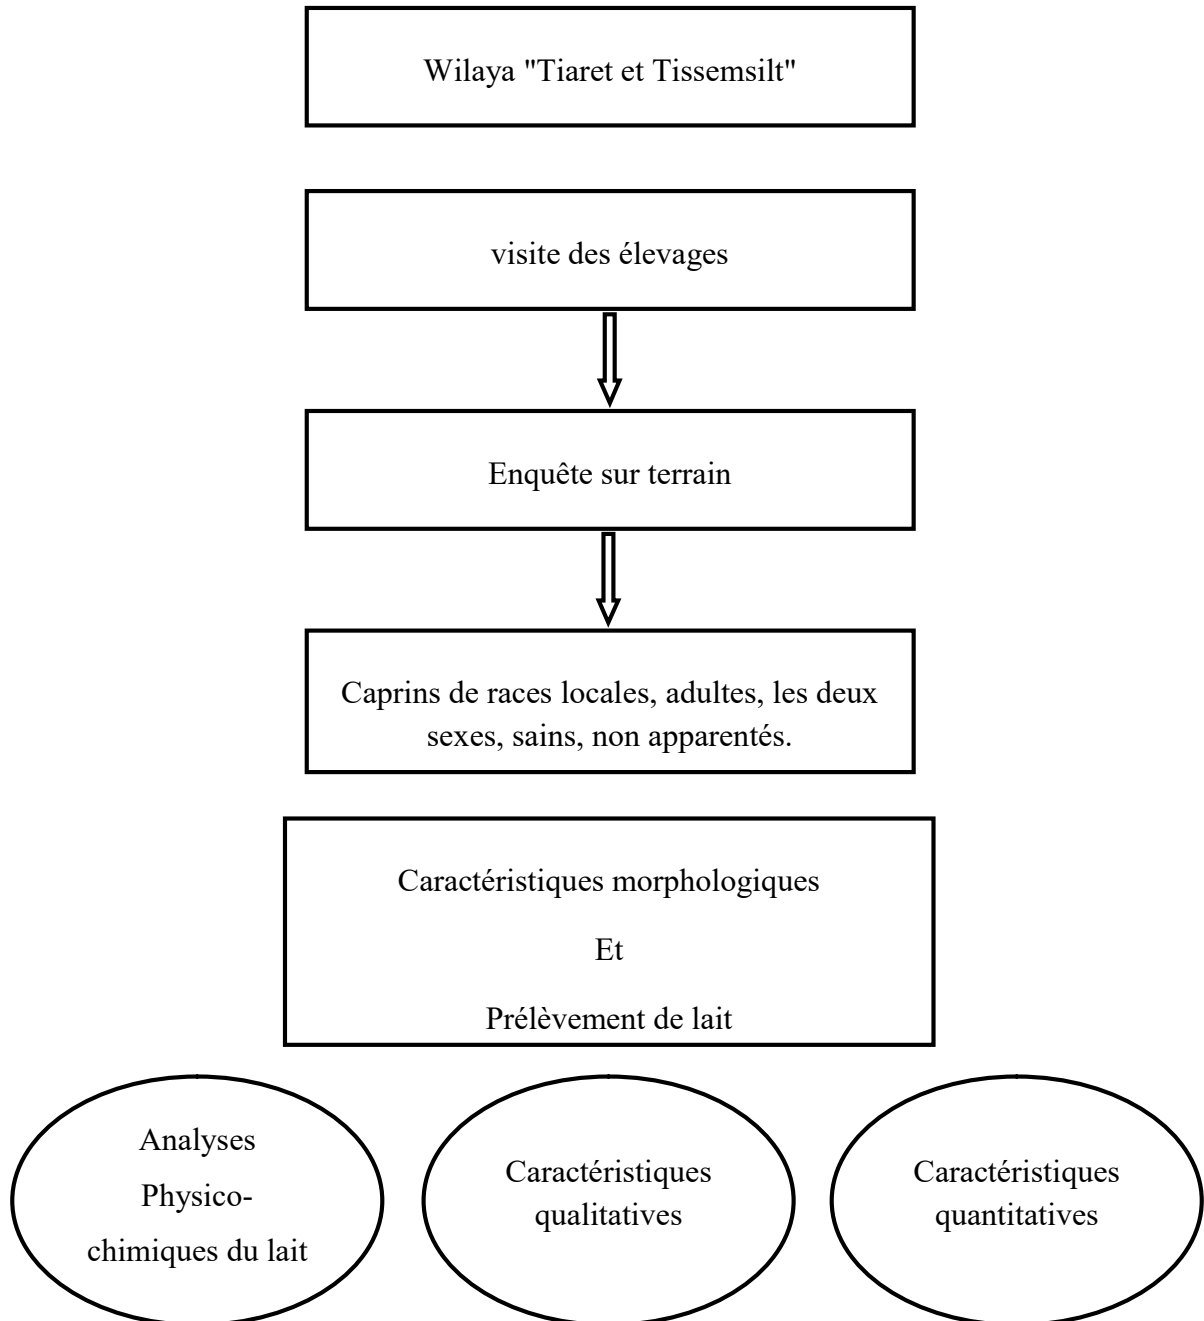 Wilaya "Tiaret et Tissemsilt"
visite des élevages
Enquête sur terrain
Caprins de races locales, adultes, les deux
sexes, sains, non apparentés.
Caractéristiques morphologiques
Et
Prélèvement de lait
Analyses
Physico-
chimiques du lait
Caractéristiques
qualitatives
Caractéristiques
quantitatives